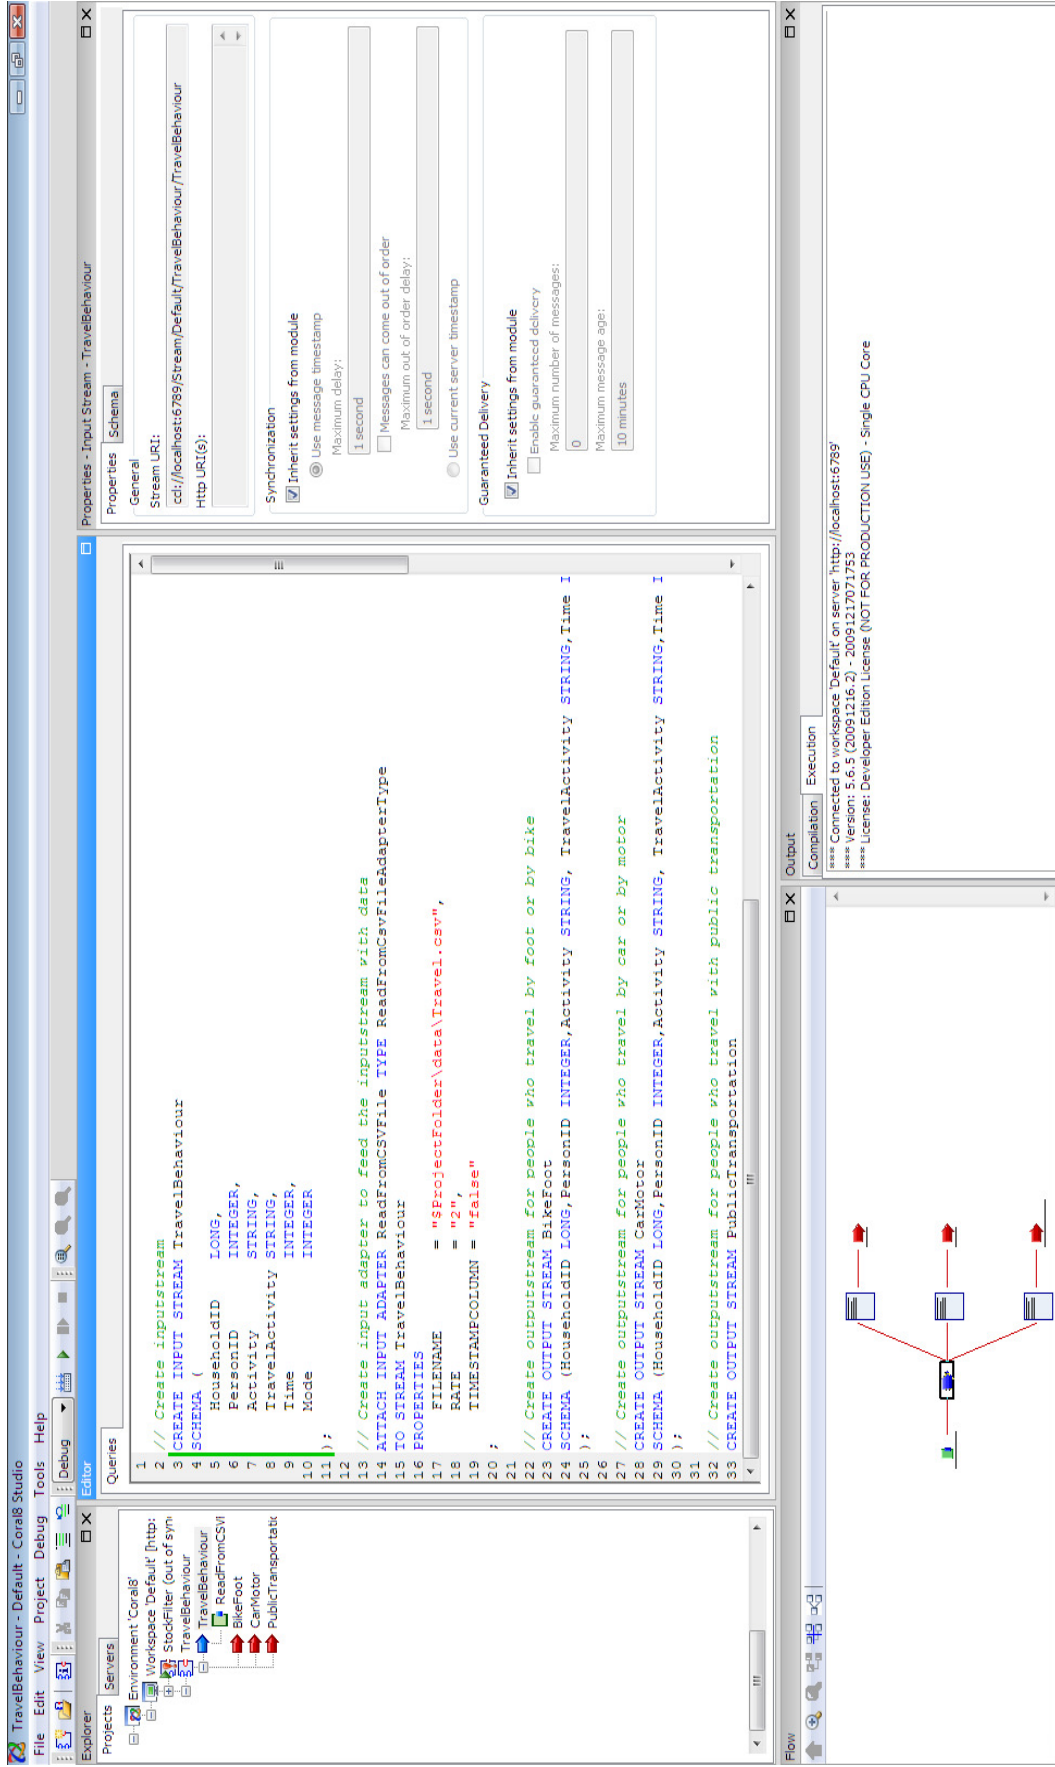 TravelBehaviour - Default - Coral8 Studio
File Edit View Project Debug Tools Help
Debug
Explorer
Projects Servers
Environment 'Coral8'
Workspace 'Default' [http:
StockFilter (out of syn
TravelBehaviour
TravelBehaviour
ReadFromCSVI
BikeFoot
CarMotor
PublicTransportatic
Editor
Queries
1
2 // Create inputstream
3 CREATE INPUT STREAM TravelBehaviour
4 SCHEMA (
5 HouseholdID LONG,
6 PersonID INTEGER,
7 Activity STRING,
8 TravelActivity STRING,
9 Time INTEGER,
10 Mode INTEGER
11 );
12
13 // Create input adapter to feed the inputstream with data
14 ATTACH INPUT ADAPTER ReadFromCSVFile TYPE ReadFromCsvFileAdapterType
15 TO STREAM TravelBehaviour
16 PROPERTIES
17 FILENAME = "$ProjectFolder\data\Travel.csv",
18 RATE = "2",
19 TIMESTAMPCOLUMN = "false"
20 ;
21
22 // Create outputstream for people who travel by foot or by bike
23 CREATE OUTPUT STREAM BikeFoot
24 SCHEMA (HouseholdID LONG,PersonID INTEGER,Activity STRING, TravelActivity STRING,Time I
25 );
26
27 // Create outputstream for people who travel by car or by motor
28 CREATE OUTPUT STREAM CarMotor
29 SCHEMA (HouseholdID LONG,PersonID INTEGER,Activity STRING, TravelActivity STRING,Time I
30 );
31
32 // Create outputstream for people who travel with public transportation
33 CREATE OUTPUT STREAM PublicTransportation
Properties - Input Stream - TravelBehaviour
Properties Schema
General
Stream URI:
ccl://localhost:6789/Stream/Default/TravelBehaviour/TravelBehaviour
Http URI(s):
Synchronization
Inherit settings from module
Use message timestamp
Maximum delay:
1 second
Messages can come out of order
Maximum out of order delay:
1 second
Use current server timestamp
Guaranteed Delivery
Inherit settings from module
Enable guaranteed delivery
Maximum number of messages:
0
Maximum message age:
10 minutes
Flow
Output
Compilation Execution
*** Connected to workspace 'Default' on server 'http://localhost:6789'
*** Version: 5.6.5 (20091216.2) - 20091217071753
*** License: Developer Edition License (NOT FOR PRODUCTION USE) - Single CPU Core